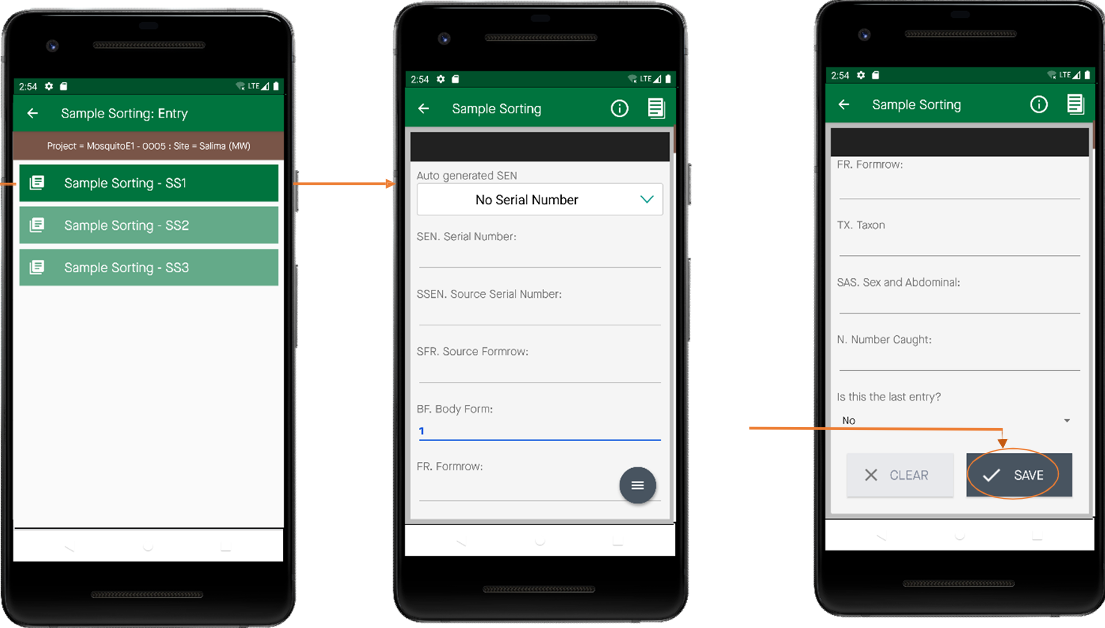 2:54 LTE
Sample Sorting: Entry
Project = MosquitoE1 - 0005 : Site = Salima (MW)
Sample Sorting - SS1
Sample Sorting - SS2
Sample Sorting - SS3
2:54 LTE
Sample Sorting
Auto generated SEN
No Serial Number
SEN. Serial Number:
SSEN. Source Serial Number:
SFR. Source Formrow:
BF. Body Form:
1
FR. Formrow:
2:54 LTE
Sample Sorting
FR. Formrow:
TX. Taxon
SAS. Sex and Abdominal:
N. Number Caught:
Is this the last entry?
No
CLEAR SAVE